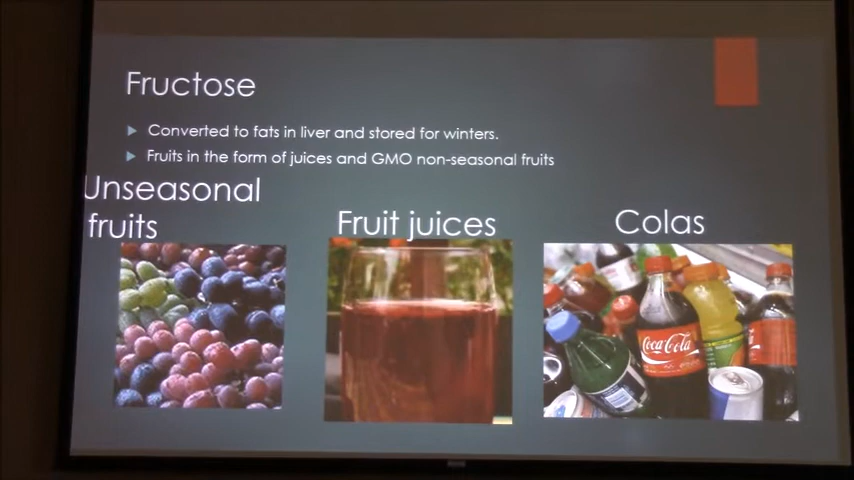 Fructose
Converted to fats in liver and stored for winters.
Fruits in the form of juices and GMO non-seasonal fruits
Unseasonal
fruits
Fruit juices
Colas
Coca-Cola